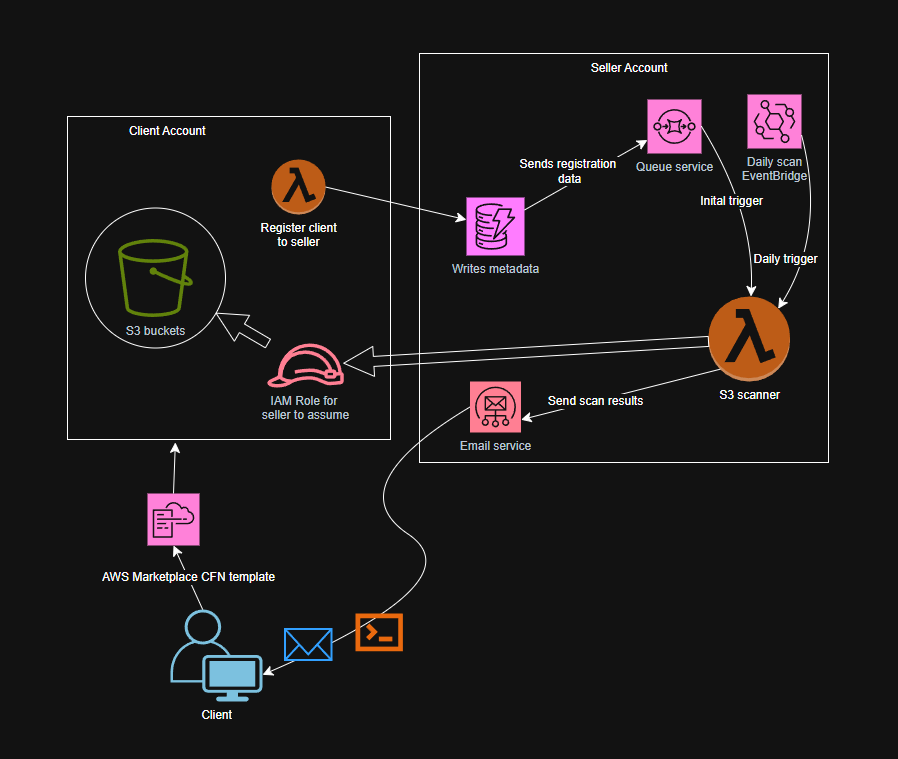 Seller Account
Client Account
Queue service
Daily scan
EventBridge
Sends registration
data
Inital trigger
Register client
to seller
Writes metadata
Daily trigger
S3 buckets
IAM Role for
seller to assume
S3 scanner
Send scan results
Email service
AWS Marketplace CFN template
Client